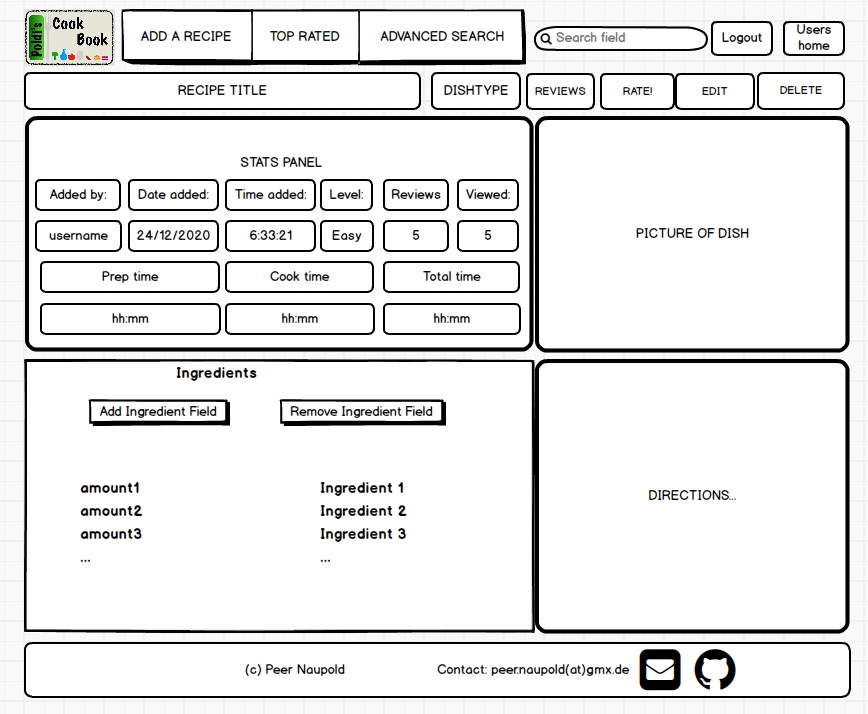 Poldi's
Cook
Book
ADD A RECIPE
TOP RATED
ADVANCED SEARCH
Search field
Logout
Users
home
RECIPE TITLE
DISHTYPE
REVIEWS
RATE!
EDIT
DELETE
STATS PANEL
Added by:
Date added:
Time added:
Level:
Reviews
Viewed:
username
24/12/2020
6:33:21
Easy
5
5
Prep time
Cook time
Total time
hh:mm
hh:mm
hh:mm
PICTURE OF DISH
Ingredients
Add Ingredient Field
Remove Ingredient Field
amount1
Ingredient 1
amount2
Ingredient 2
amount3
Ingredient 3
...
...
DIRECTIONS...
(c) Peer Naupold
Contact: peer.naupold(at)gmx.de